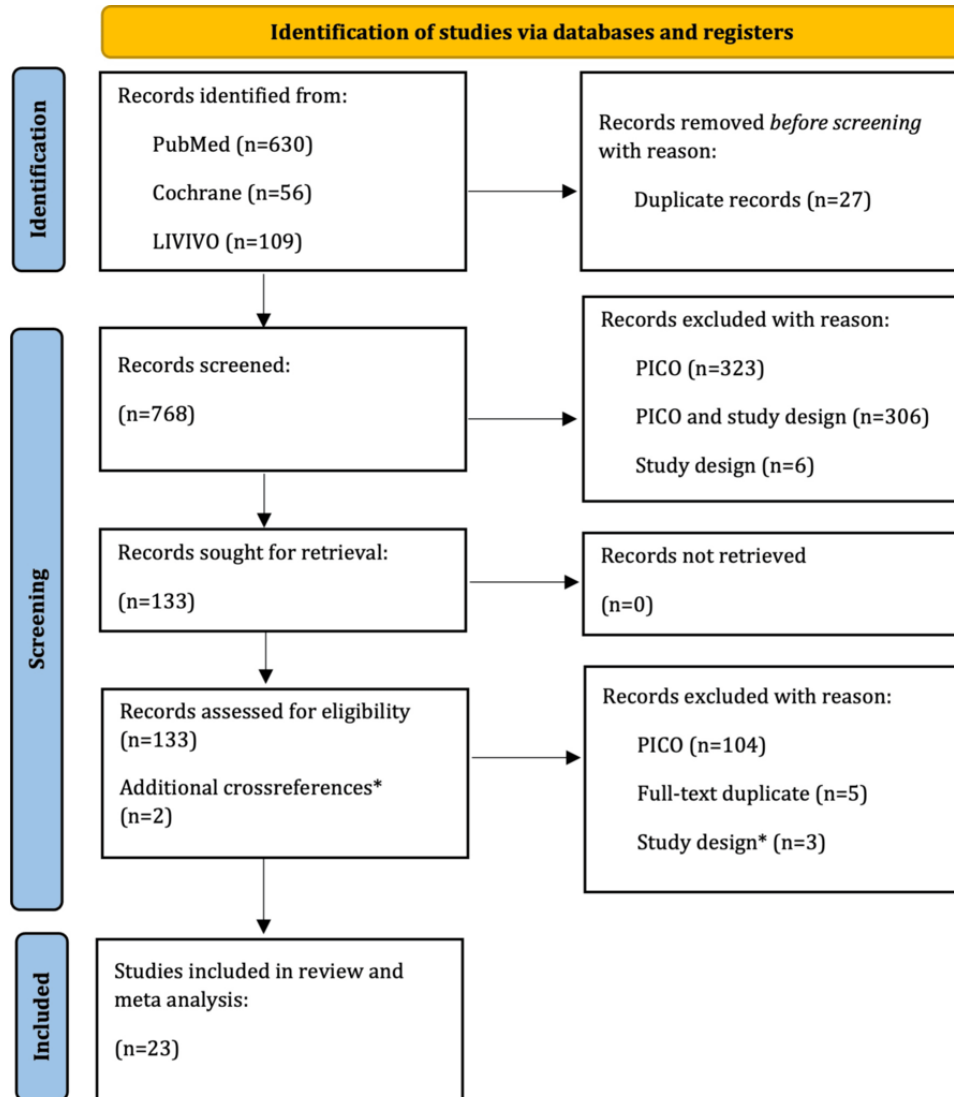 Identification of studies via databases and registers
Identification
Records identified from:
PubMed (n=630)
Cochrane (n=56)
LIVIVO (n=109)
Records removed before screening
with reason:
Duplicate records (n=27)
Screening
Records screened:
(n=768)
Records excluded with reason:
PICO (n=323)
PICO and study design (n=306)
Study design (n=6)
Records sought for retrieval:
(n=133)
Records not retrieved
(n=0)
Records assessed for eligibility
(n=133)
Additional crossreferences*
(n=2)
Records excluded with reason:
PICO (n=104)
Full-text duplicate (n=5)
Study design* (n=3)
Included
Studies included in review and
meta analysis:
(n=23)